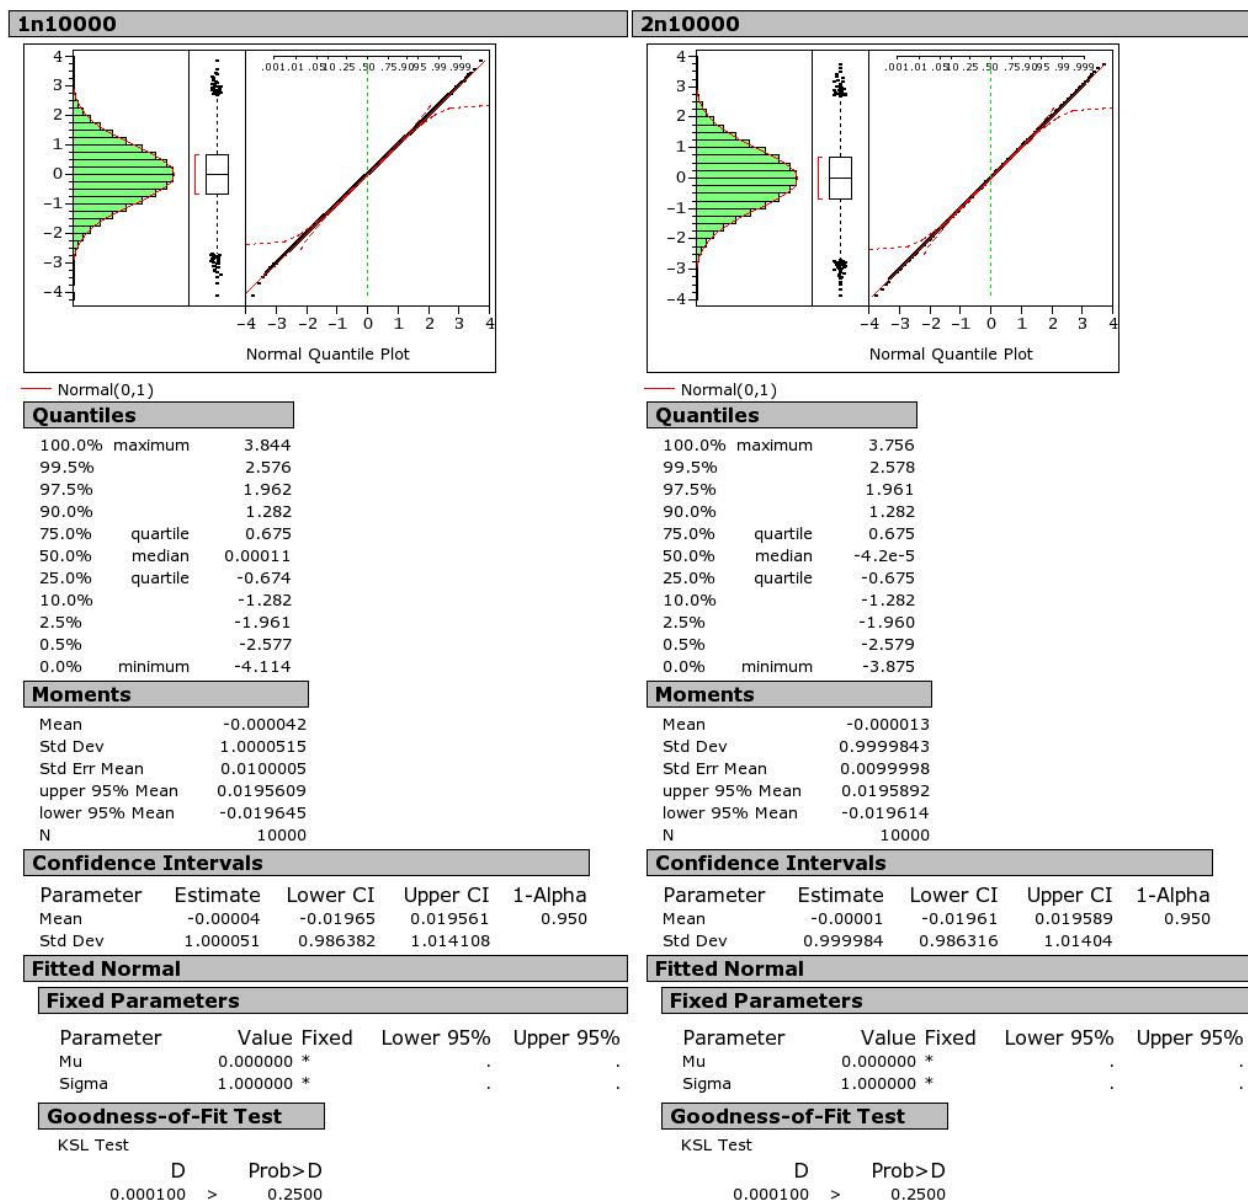 1n10000
4
3
2
1
0
-1
-2
-3
-4
.001 .01 .05 .10 .25 .50 .75 .90 .95 .99 .999
-4 -3 -2 -1 0 1 2 3 4
Normal Quantile Plot
Normal(0,1)
Quantiles
100.0% maximum 3.844
99.5% 2.576
97.5% 1.962
90.0% 1.282
75.0% quartile 0.675
50.0% median 0.00011
25.0% quartile -0.674
10.0% -1.282
2.5% -1.961
0.5% -2.577
0.0% minimum -4.114
Moments
Mean -0.000042
Std Dev 1.0000515
Std Err Mean 0.0100005
upper 95% Mean 0.0195609
lower 95% Mean -0.019645
N 10000
Confidence Intervals
Parameter Estimate Lower CI Upper CI 1-Alpha
Mean -0.00004 -0.01965 0.019561 0.950
Std Dev 1.000051 0.986382 1.014108
Fitted Normal
Fixed Parameters
Parameter Value Fixed Lower 95% Upper 95%
Mu 0.000000 * . .
Sigma 1.000000 * . .
Goodness-of-Fit Test
KSL Test
D Prob>D
0.000100 > 0.2500
2n10000
4
3
2
1
0
-1
-2
-3
-4
.001 .01 .05 .10 .25 .50 .75 .90 .95 .99 .999
-4 -3 -2 -1 0 1 2 3 4
Normal Quantile Plot
Normal(0,1)
Quantiles
100.0% maximum 3.756
99.5% 2.578
97.5% 1.961
90.0% 1.282
75.0% quartile 0.675
50.0% median -4.2e-5
25.0% quartile -0.675
10.0% -1.282
2.5% -1.960
0.5% -2.579
0.0% minimum -3.875
Moments
Mean -0.000013
Std Dev 0.9999843
Std Err Mean 0.0099998
upper 95% Mean 0.0195892
lower 95% Mean -0.019614
N 10000
Confidence Intervals
Parameter Estimate Lower CI Upper CI 1-Alpha
Mean -0.00001 -0.01961 0.019589 0.950
Std Dev 0.999984 0.986316 1.01404
Fitted Normal
Fixed Parameters
Parameter Value Fixed Lower 95% Upper 95%
Mu 0.000000 * . .
Sigma 1.000000 * . .
Goodness-of-Fit Test
KSL Test
D Prob>D
0.000100 > 0.2500